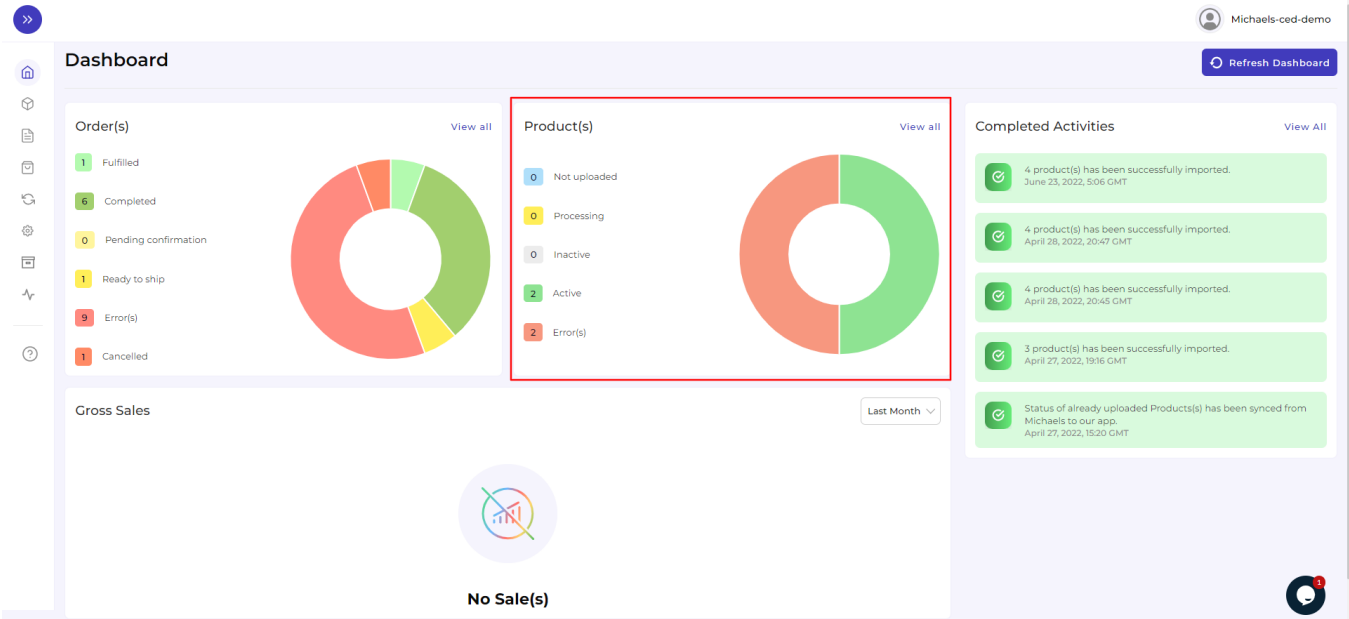 Michaels-ced-demo
Dashboard
Refresh Dashboard
Order(s)
View all
1 Fulfilled
6 Completed
0 Pending confirmation
1 Ready to ship
9 Error(s)
1 Cancelled
Product(s)
View all
0 Not uploaded
0 Processing
0 Inactive
2 Active
2 Error(s)
Completed Activities
View All
4 product(s) has been successfully imported.
June 23, 2022, 5:06 GMT
4 product(s) has been successfully imported.
April 28, 2022, 20:47 GMT
4 product(s) has been successfully imported.
April 28, 2022, 20:45 GMT
3 product(s) has been successfully imported.
April 27, 2022, 19:16 GMT
Status of already uploaded Products(s) has been synced from
Michaels to our app.
April 27, 2022, 15:20 GMT
Gross Sales
Last Month
No Sale(s)
1